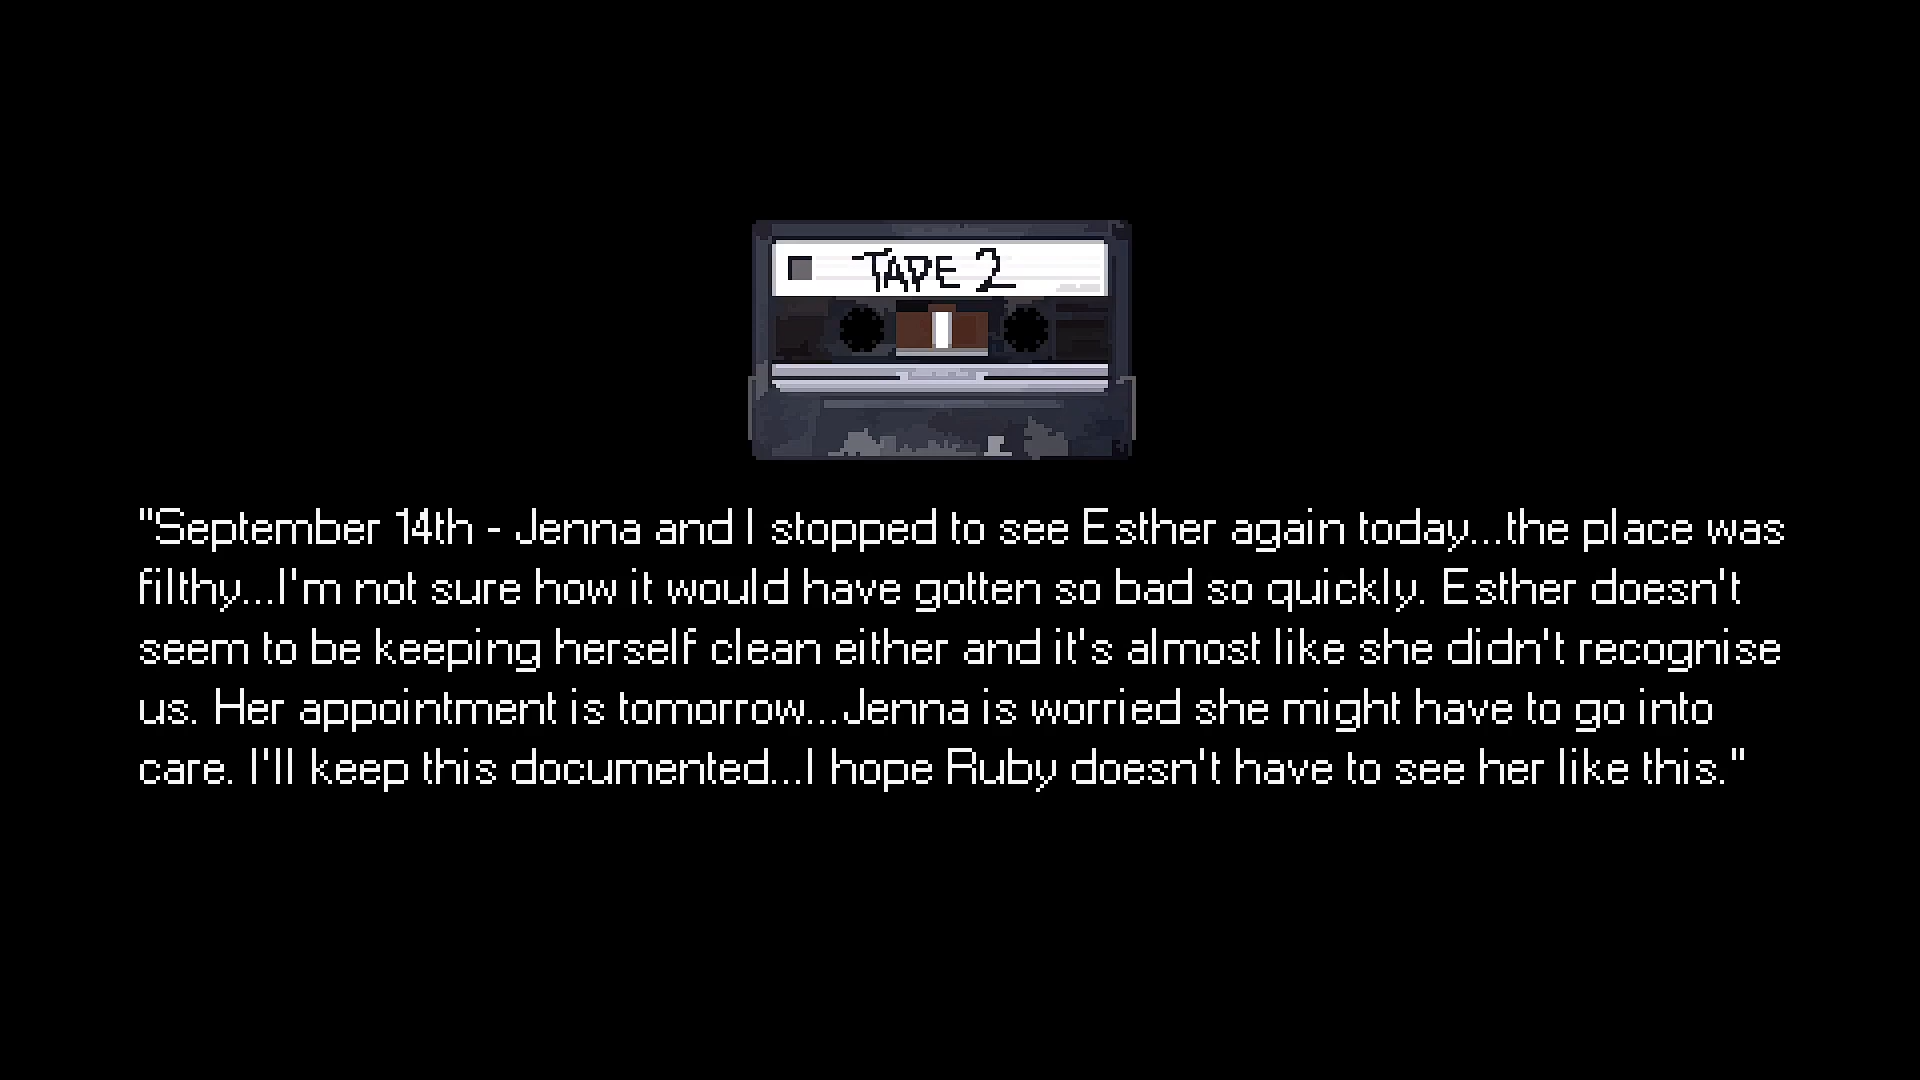 TAPE 2
"September 14th - Jenna and I stopped to see Esther again today...the place was
filthy...I'm not sure how it would have gotten so bad so quickly. Esther doesn't
seem to be keeping herself clean either and it's almost like she didn't recognise
us. Her appointment is tomorrow...Jenna is worried she might have to go into
care. I'll keep this documented...I hope Ruby doesn't have to see her like this."